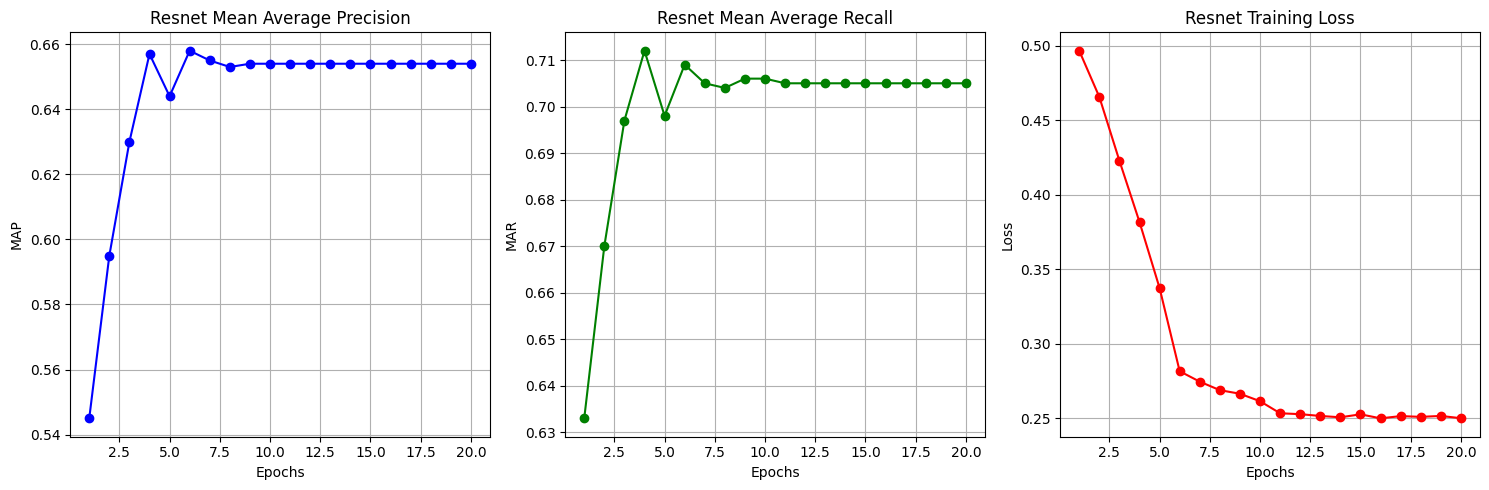 Resnet Mean Average Precision
0.66
0.64
0.62
0.60
0.58
0.56
0.54
MAP
2.5 5.0 7.5 10.0 12.5 15.0 17.5 20.0
Epochs
Resnet Mean Average Recall
0.71
0.70
0.69
0.68
0.67
0.66
0.65
0.64
0.63
MAR
2.5 5.0 7.5 10.0 12.5 15.0 17.5 20.0
Epochs
Resnet Training Loss
0.50
0.45
0.40
0.35
0.30
0.25
Loss
2.5 5.0 7.5 10.0 12.5 15.0 17.5 20.0
Epochs